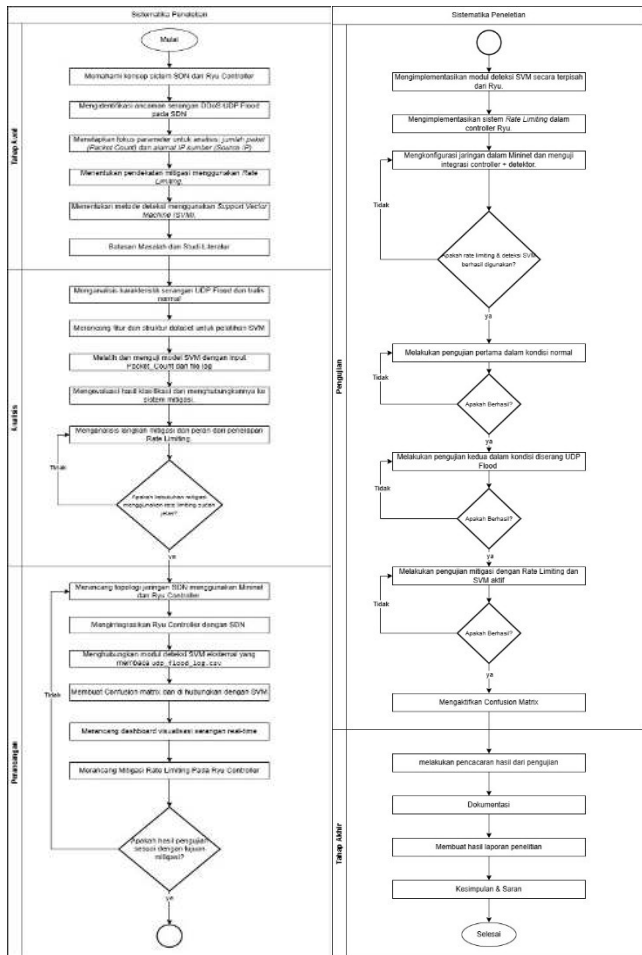 Sistematika Penelitian
Tahap Awal
Mulai
Memahami konsep sistem SDN dan Ryu Controller
Mengidentifikasi ancaman serangan DDoS UDP Flood
pada SDN
Menetapkan fokus parameter untuk analisis: jumlah paket
(Packet Count) dan alamat IP sumber (Source IP)
Menentukan pendekatan mitigasi menggunakan Rate
Limiting.
Menentukan metode deteksi menggunakan Support Vector
Machine (SVM).
Batasan Masalah dan Studi Literatur
Analisis
Menganalisis karakteristik serangan UDP Flood dan trafik
normal
Merancang fitur dan struktur dataset untuk pelatihan SVM
Melatih dan menguji model SVM dengan input
Packet_Count dan file log
Mengevaluasi hasil klasifikasi dan menghubungkannya ke
sistem mitigasi.
Menganalisis langkah mitigasi dan peran dari penerapan
Rate Limiting.
Tidak
Apakah kebutuhan mitigasi
menggunakan rate limiting sudah
jelas?
ya
Perancangan
Merancang topologi jaringan SDN menggunakan Mininet
dan Ryu Controller
Mengintegrasikan Ryu Controller dengan SDN
Menghubungkan modul deteksi SVM eksternal yang
membaca udp_flood_log.csv
Tidak
Membuat Confusion matrix dan di hubungkan dengan SVM
Merancang dashboard visualisasi serangan real-time
Merancang Mitigasi Rate Limiting Pada Ryu Controller
Apakah hasil pengujian
sesuai dengan tujuan
mitigasi?
ya
Sistematika Peneletian
Pengujian
Mengimplementasikan modul deteksi SVM secara terpisah
dari Ryu.
Mengimplementasikan sistem Rate Limiting dalam
controller Ryu.
Mengkonfigurasi jaringan dalam Mininet dan menguji
integrasi controller + detektor.
Tidak
Apakah rate limiting & deteksi SVM
berhasil digunakan?
ya
Melakukan pengujian pertama dalam kondisi normal
Tidak
Apakah Berhasil?
ya
Melakukan pengujian kedua dalam kondisi diserang UDP
Flood
Tidak
Apakah Berhasil?
ya
Melakukan pengujian mitigasi dengan Rate Limiting dan
SVM aktif
Tidak
Apakah Berhasil?
ya
Mengaktifkan Confusion Matrix
Tahap Akhir
melakukan pencacaran hasil dari pengujian
Dokumentasi
Membuat hasil laporan penelitian
Kesimpulan & Saran
Selesai